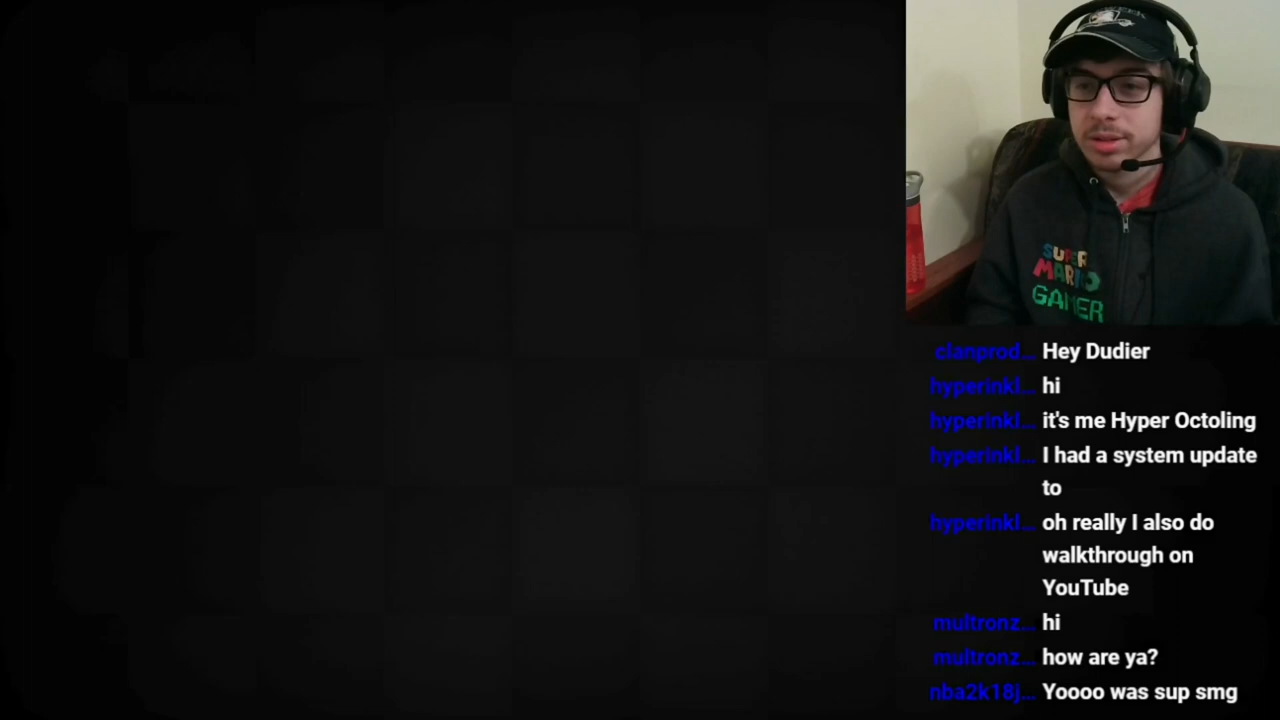 SUPER
MARIO
GAMER
clanprod... Hey Dudier
hyperinkl... hi
hyperinkl... it's me Hyper Octoling
hyperinkl... I had a system update
to
hyperinkl... oh really I also do
walkthrough on
YouTube
multronz... hi
multronz... how are ya?
nba2k18j... Yoooo was sup smg